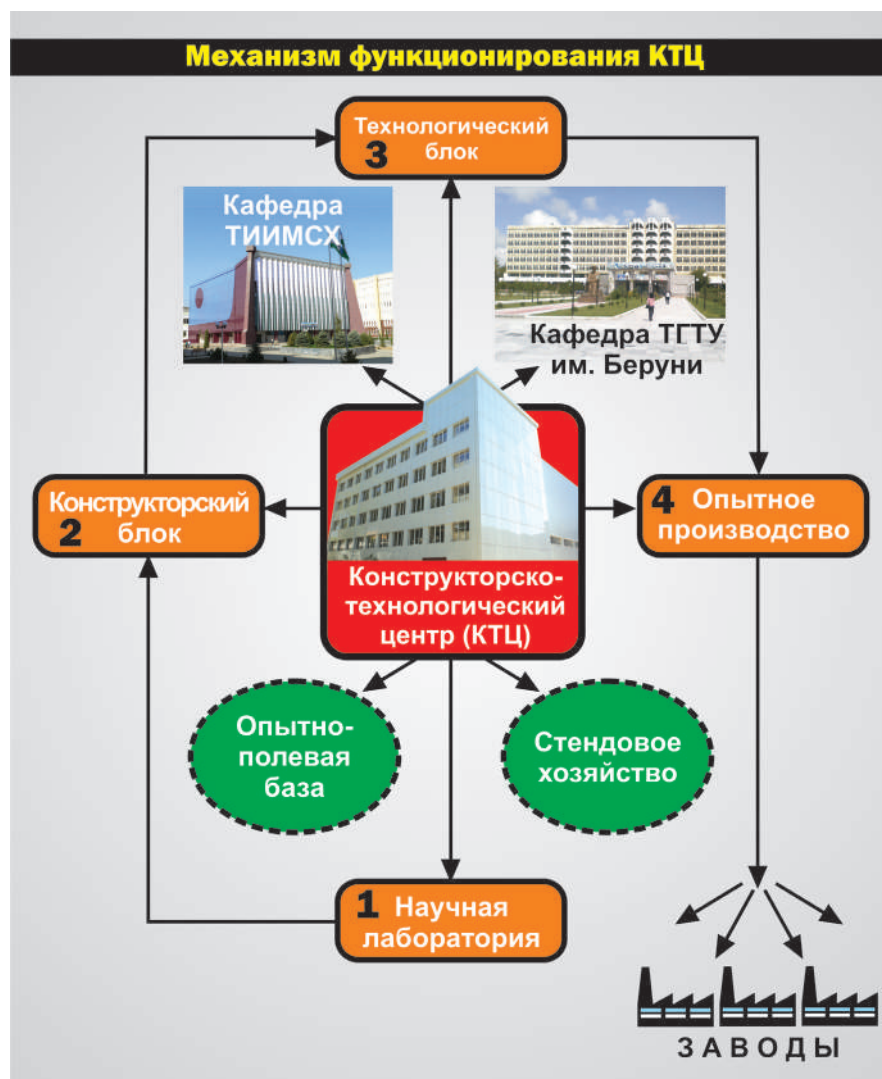 Механизм функционирования КТЦ
Технологический
3 блок
Кафедра
ТИИМСХ
Кафедра ТГТУ
им. Беруни
Конструкторский
2 блок
4 Опытное
производство
Конструкторско-
технологический
центр (КТЦ)
Опытно-
полевая
база
Стендовое
хозяйство
1 Научная
лаборатория
ЗАВОДЫ